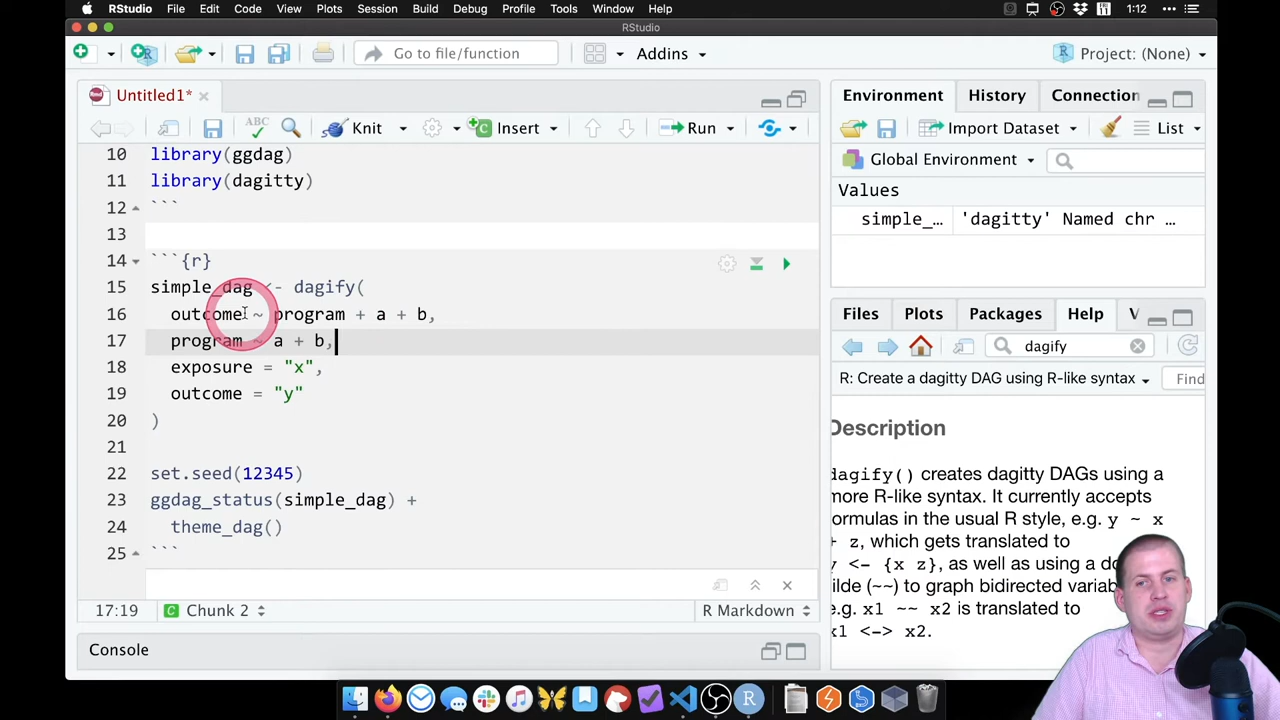 RStudio File Edit Code View Plots Session Build Debug Profile Tools Window Help 1:12
RStudio
Go to file/function Addins Project: (None)
Untitled1*
ABC Knit Insert Run
10 library(ggdag)
11 library(dagitty)
12 ```
13
14 ```{r}
15 simple_dag <- dagify(
16 outcome ~ program + a + b,
17 program ~ a + b,
18 exposure = "x",
19 outcome = "y"
20 )
21
22 set.seed(12345)
23 ggdag_status(simple_dag) +
24 theme_dag()
25 ```
17:19 Chunk 2 R Markdown
Console
Environment History Connection
Import Dataset List
Global Environment
Values
simple_… 'dagitty' Named chr …
Files Plots Packages Help V
dagify
R: Create a dagitty DAG using R-like syntax Find
Description
dagify() creates dagitty DAGs using a
more R-like syntax. It currently accepts
formulas in the usual R style, e.g. y ~ x
+ z, which gets translated to
y <- {x z}, as well as using a do
tilde (~~) to graph bidirected variab
e.g. x1 ~~ x2 is translated to
x1 <-> x2.